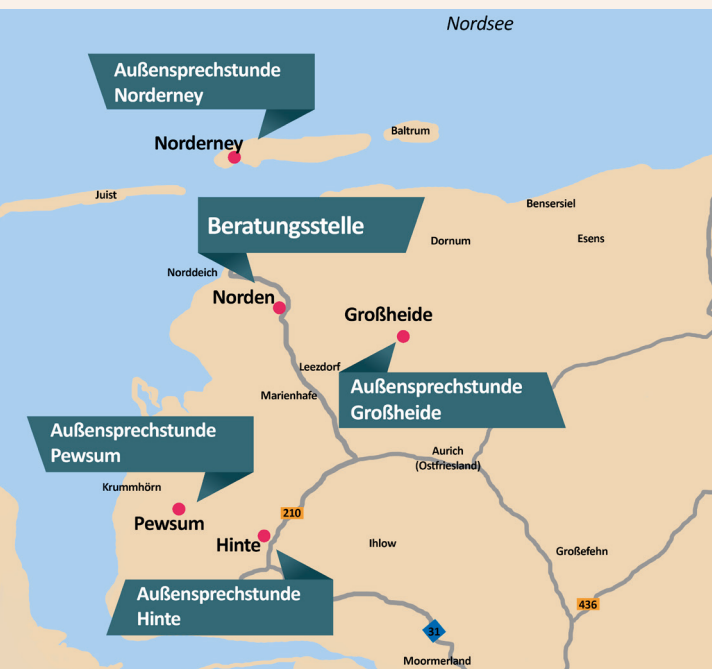 Nordsee
Außensprechstunde
Norderney
Baltrum
Norderney
Juist
Bensersiel
Beratungsstelle
Dornum
Esens
Norddeich
Norden
Großheide
Leezdorf
Außensprechstunde
Großheide
Marienhafe
Außensprechstunde
Pewsum
Aurich
(Ostfriesland)
Krummhörn
210
Pewsum
Hinte
Ihlow
Großefehn
Außensprechstunde
Hinte
436
31
Moormerland